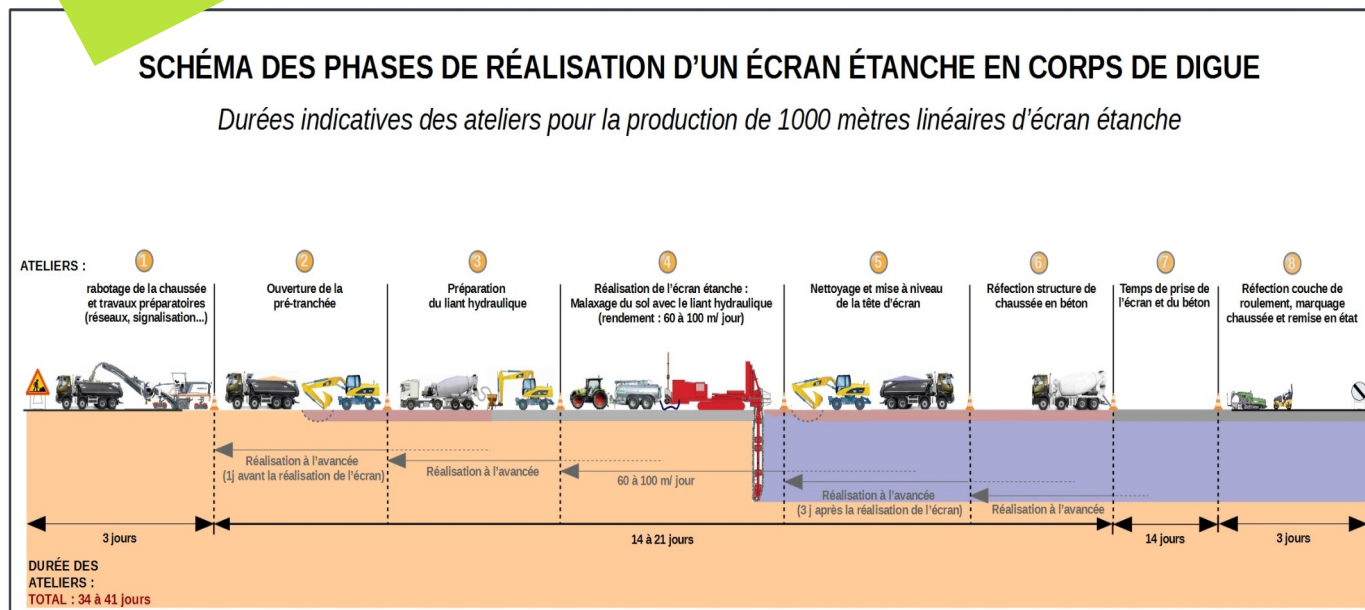 SCHÉMA DES PHASES DE RÉALISATION D'UN ÉCRAN ÉTANCHE EN CORPS DE DIGUE
Durées indicatives des ateliers pour la production de 1000 mètres linéaires d'écran étanche
ATELIERS :
1
rabotage de la chaussée
et travaux préparatoires
(réseaux, signalisation...)
2
Ouverture de la
pré-tranchée
3
Préparation
du liant hydraulique
4
Réalisation de l'écran étanche :
Malaxage du sol avec le liant hydraulique
(rendement : 60 à 100 m/ jour)
5
Nettoyage et mise à niveau
de la tête d'écran
6
Réfection structure de
chaussée en béton
7
Temps de prise de
l'écran et du béton
8
Réfection couche de
roulement, marquage
chaussée et remise en état
Réalisation à l'avancée
(1j avant la réalisation de l'écran)
Réalisation à l'avancée
60 à 100 m/ jour
Réalisation à l'avancée
(3 j après la réalisation de l'écran)
Réalisation à l'avancée
3 jours
14 à 21 jours
14 jours
3 jours
DURÉE DES
ATELIERS :
TOTAL : 34 à 41 jours